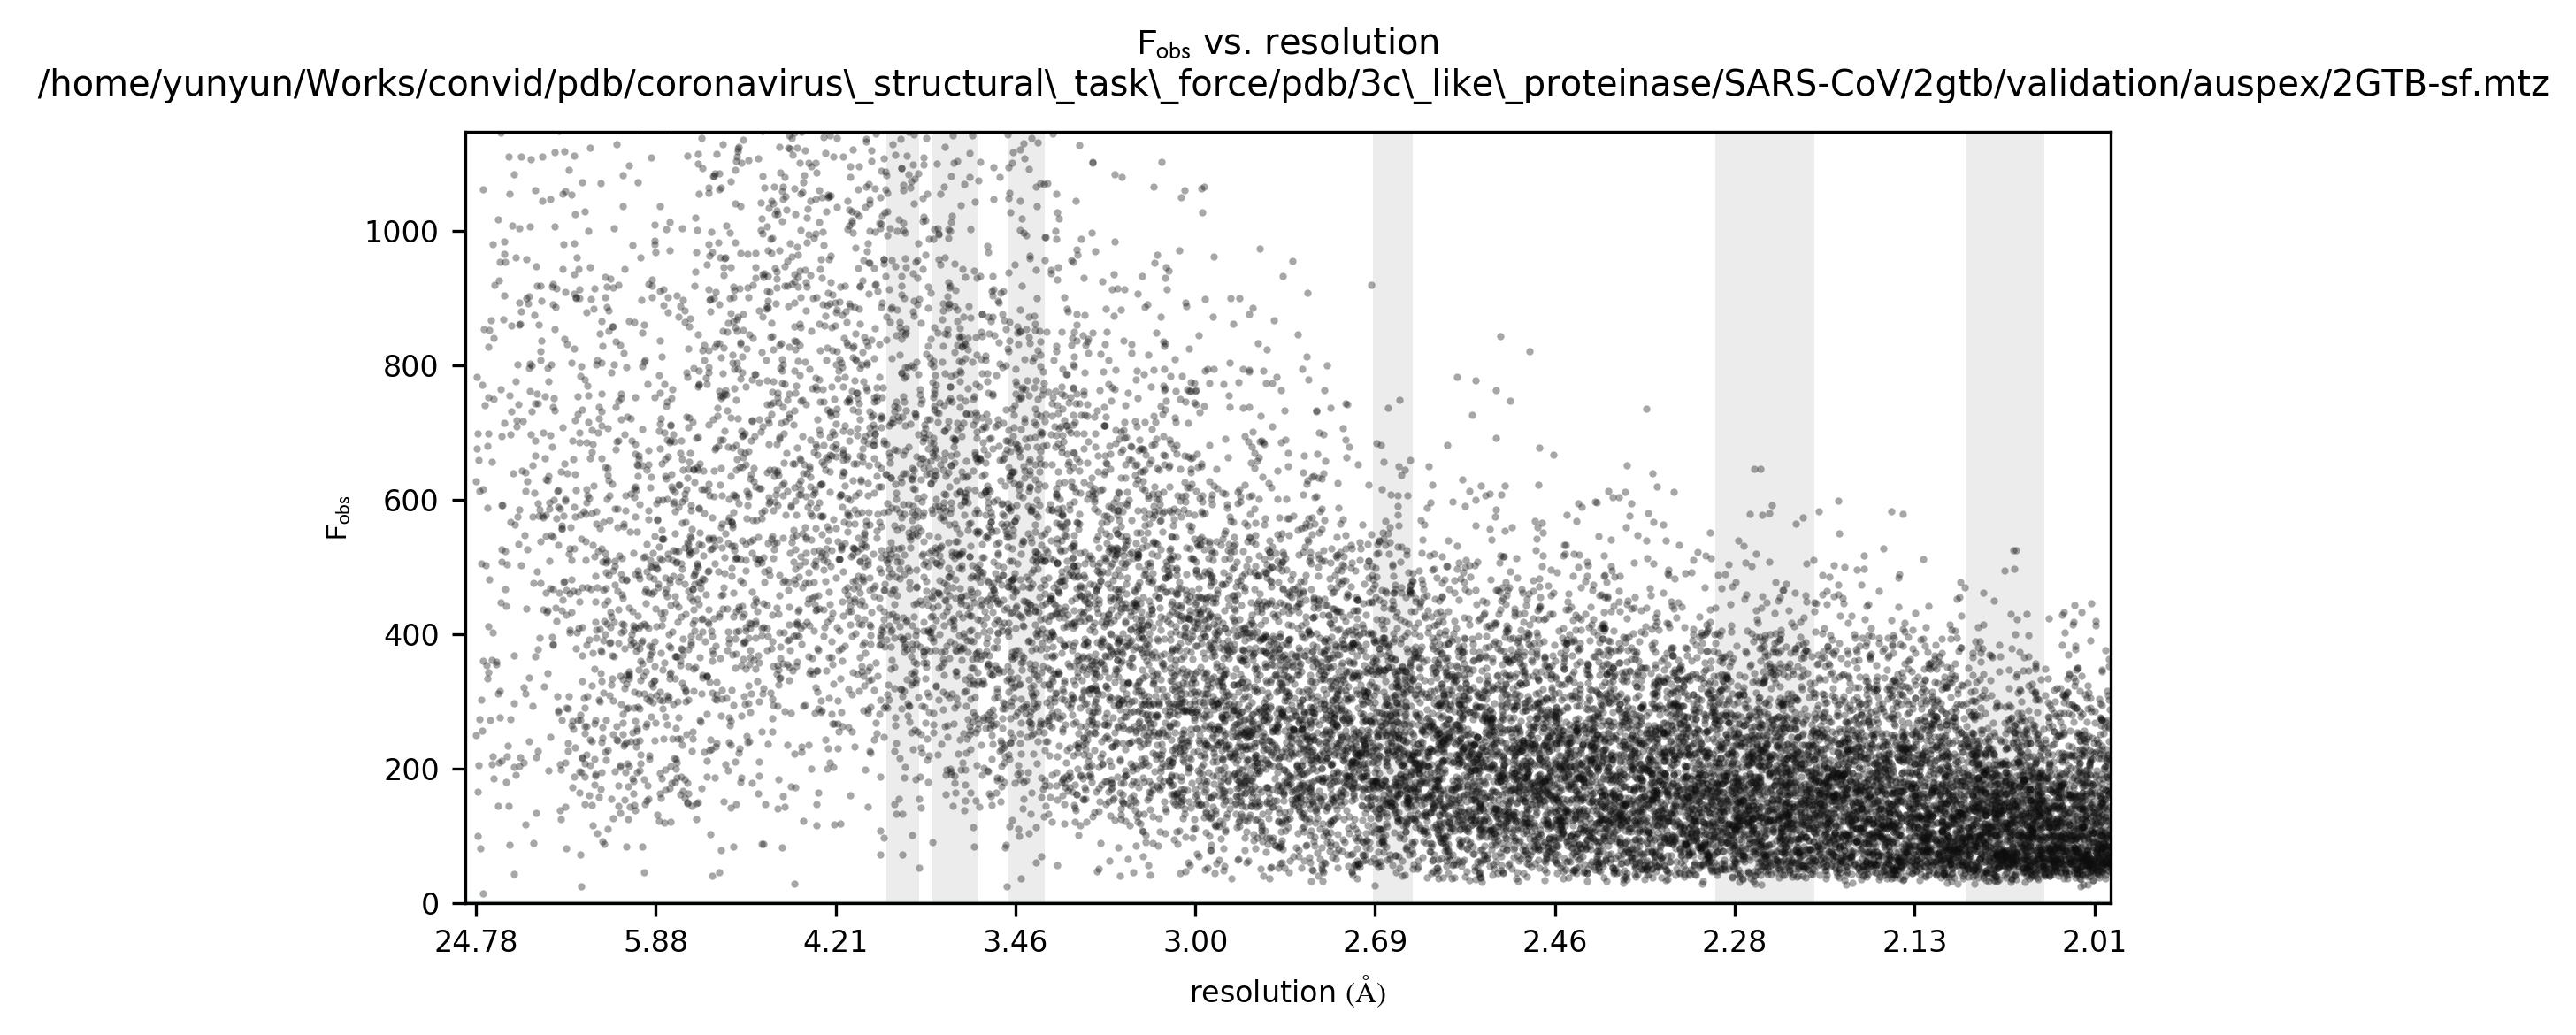 F_obs vs. resolution
/home/yunyun/Works/convid/pdb/coronavirus\_structural\_task\_force/pdb/3c\_like\_proteinase/SARS-CoV/2gtb/validation/auspex/2GTB-sf.mtz
1000
800
600
400
200
0
F_obs
24.78 5.88 4.21 3.46 3.00 2.69 2.46 2.28 2.13 2.01
resolution (Å)